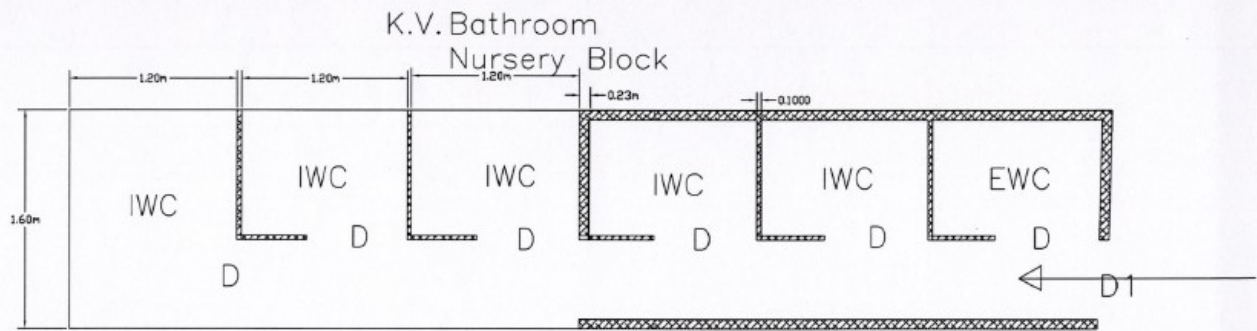 K.V. Bathroom
Nursery Block
1.20m 1.20m 1.20m
0.23m 0.1000
IWC IWC IWC IWC IWC EWC
1.60m
D D D D D
D
D1